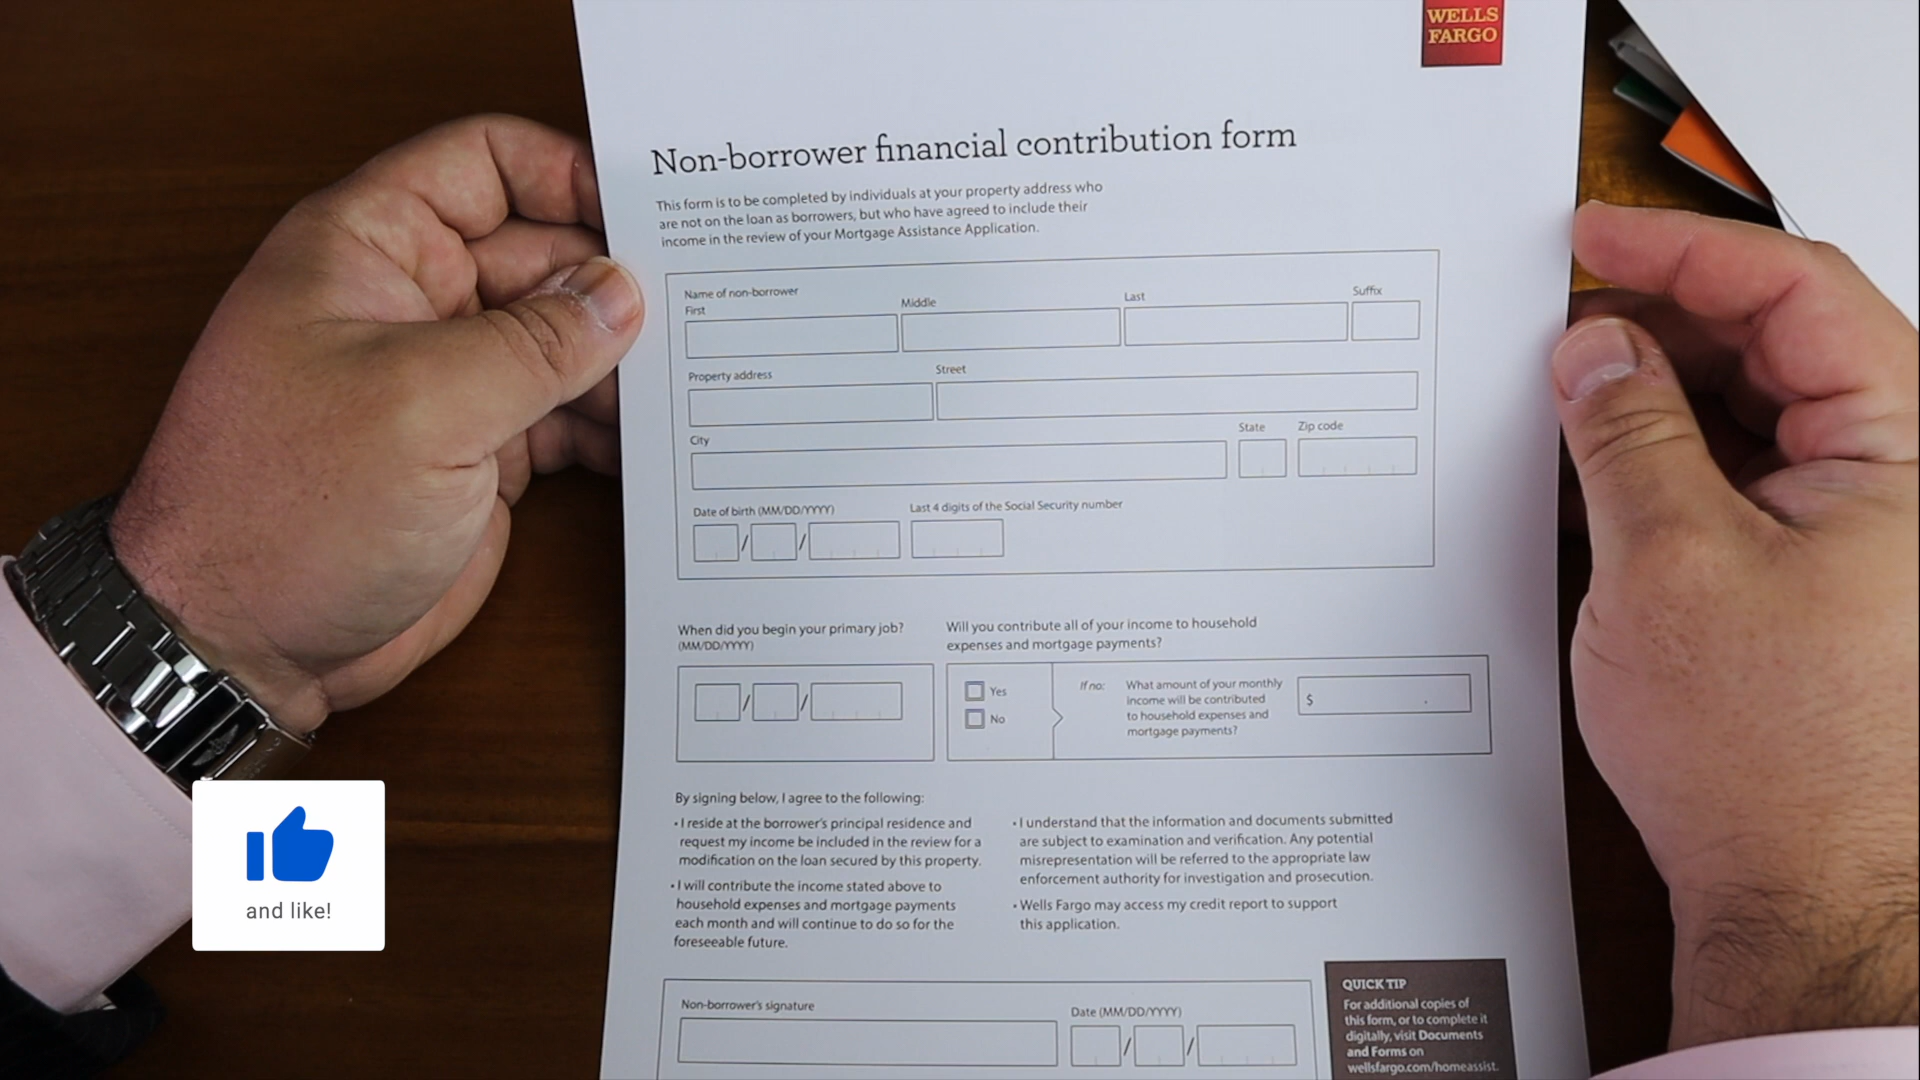 WELLS
FARGO
Non-borrower financial contribution form
This form is to be completed by individuals at your property address who
are not on the loan as borrowers, but who have agreed to include their
income in the review of your Mortgage Assistance Application.
Name of non-borrower
First
Middle
Last
Suffix
Property address
Street
City
State
Zip code
Date of birth (MM/DD/YYYY)
Last 4 digits of the Social Security number
/ /
When did you begin your primary job?
(MM/DD/YYYY)
/ /
Will you contribute all of your income to household
expenses and mortgage payments?
Yes
No
If no:
What amount of your monthly
income will be contributed
to household expenses and
mortgage payments?
$ .
By signing below, I agree to the following:
• I reside at the borrower's principal residence and
request my income be included in the review for a
modification on the loan secured by this property.
• I will contribute the income stated above to
household expenses and mortgage payments
each month and will continue to do so for the
foreseeable future.
• I understand that the information and documents submitted
are subject to examination and verification. Any potential
misrepresentation will be referred to the appropriate law
enforcement authority for investigation and prosecution.
• Wells Fargo may access my credit report to support
this application.
Non-borrower's signature
Date (MM/DD/YYYY)
/ /
QUICK TIP
For additional copies of
this form, or to complete it
digitally, visit Documents
and Forms on
wellsfargo.com/homeassist.
and like!